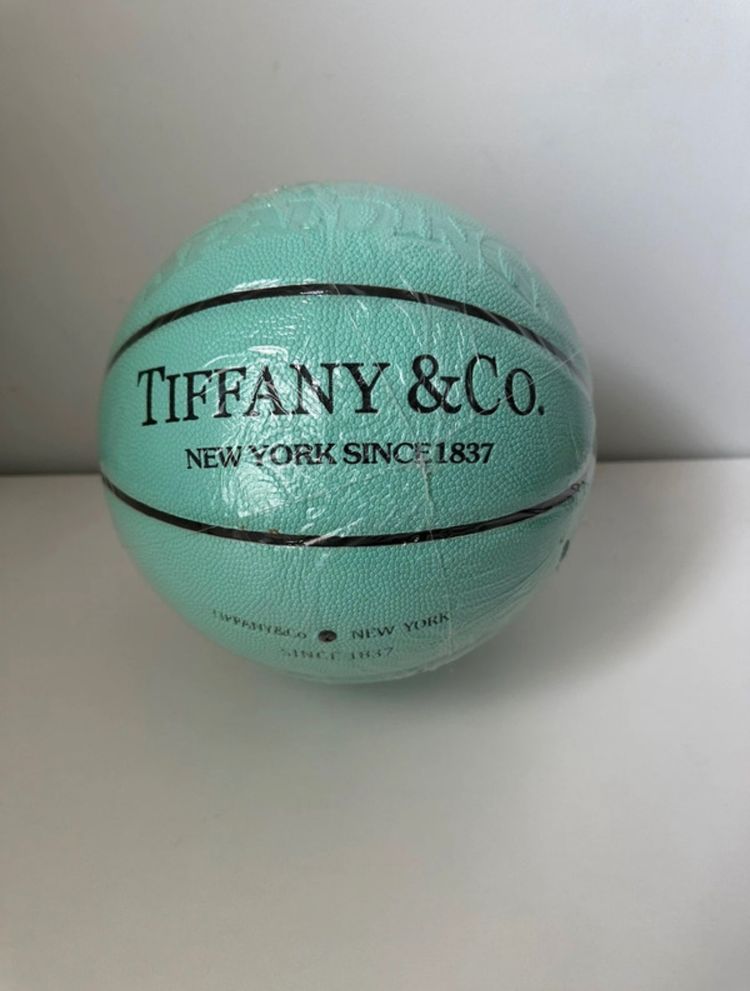 TIFFANY &Co.
NEW YORK SINCE 1837
TIFFANY&Co NEW YORK
SINCE 1837